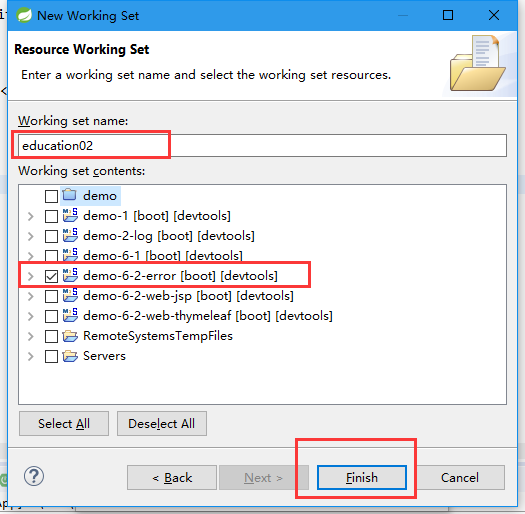 New Working Set
Resource Working Set
Enter a working set name and select the working set resources.
Working set name:
education02
Working set contents:
demo
demo-1 [boot] [devtools]
demo-2-log [boot] [devtools]
demo-6-1 [boot] [devtools]
demo-6-2-error [boot] [devtools]
demo-6-2-web-jsp [boot] [devtools]
demo-6-2-web-thymeleaf [boot] [devtools]
RemoteSystemsTempFiles
Servers
Select All Deselect All
? < Back Next > Finish Cancel